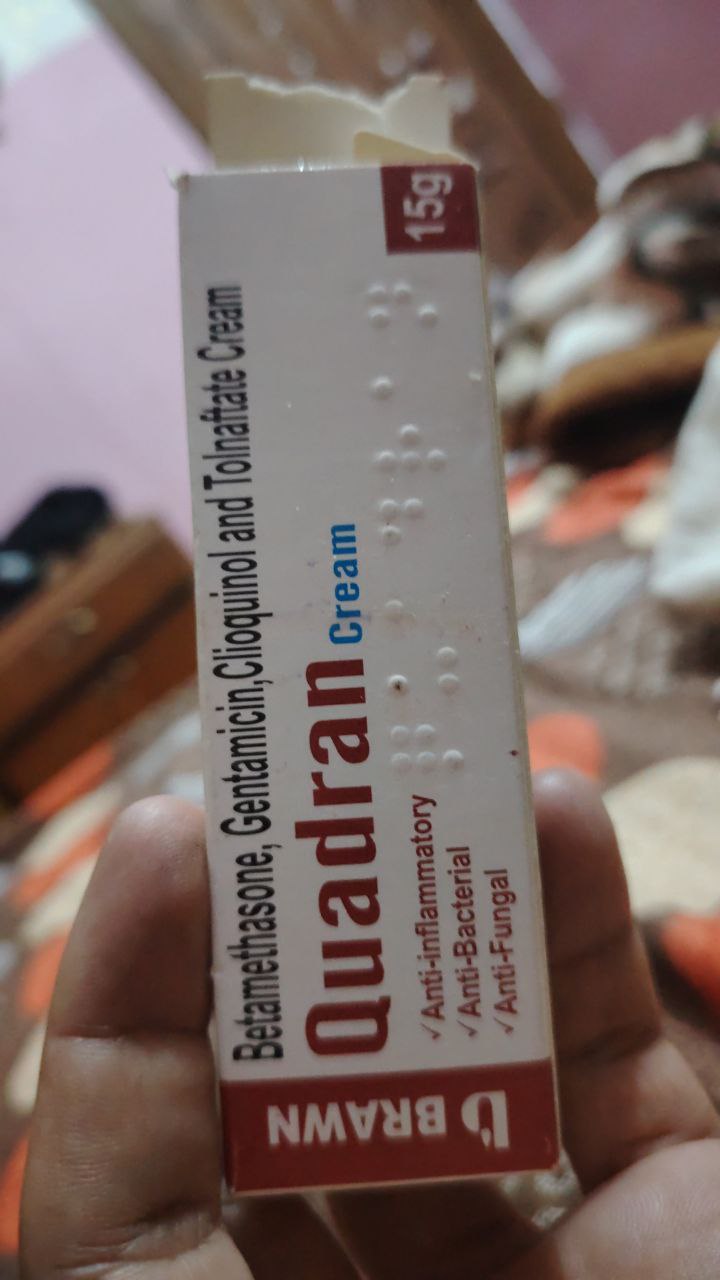 Betamethasone, Gentamicin,Clioquinol and Tolnaftate Cream
Quadran Cream
✓Anti-inflammatory
✓Anti-Bacterial
✓Anti-Fungal
15g
BRAWN